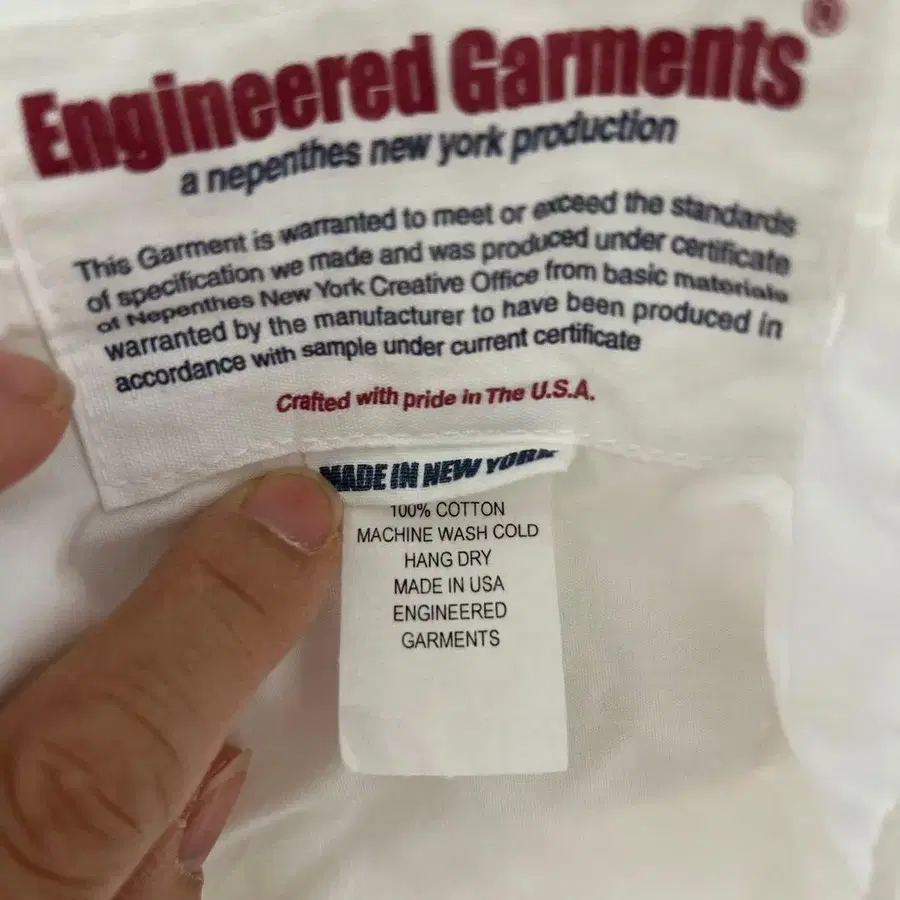 Engineered Garments®
a nepenthes new york production
This Garment is warranted to meet or exceed the standards
of specification we made and was produced under certificate
of Nepenthes New York Creative Office from basic materials
warranted by the manufacturer to have been produced in
accordance with sample under current certificate
Crafted with pride in The U.S.A.
MADE IN NEW YORK
100% COTTON
MACHINE WASH COLD
HANG DRY
MADE IN USA
ENGINEERED
GARMENTS